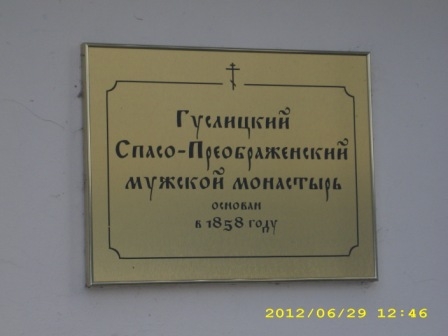 Гуслицкий
Спасо-Преображенский
мужской монастырь
основан
в 1858 году
2012/06/29 12:46